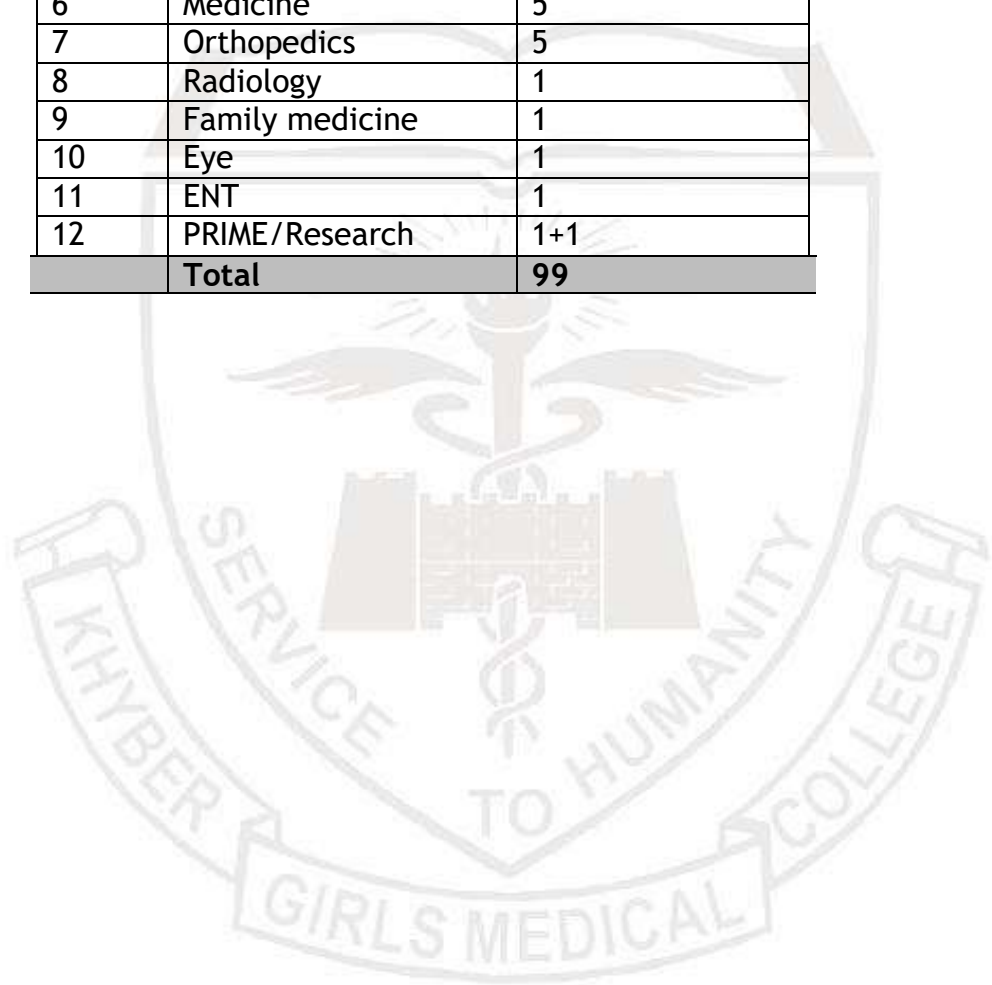 6 Medicine 5
7 Orthopedics 5
8 Radiology 1
9 Family medicine 1
10 Eye 1
11 ENT 1
12 PRIME/Research 1+1
Total 99
SERVICE TO HUMANITY
KHYBER GIRLS MEDICAL COLLEGE